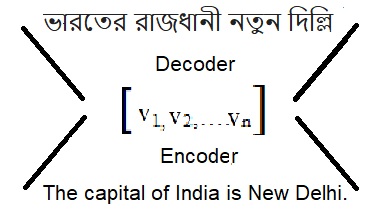 ভারতের রাজধানী নতুন দিল্লি
Decoder
[v1,v2,....vn]
Encoder
The capital of India is New Delhi.